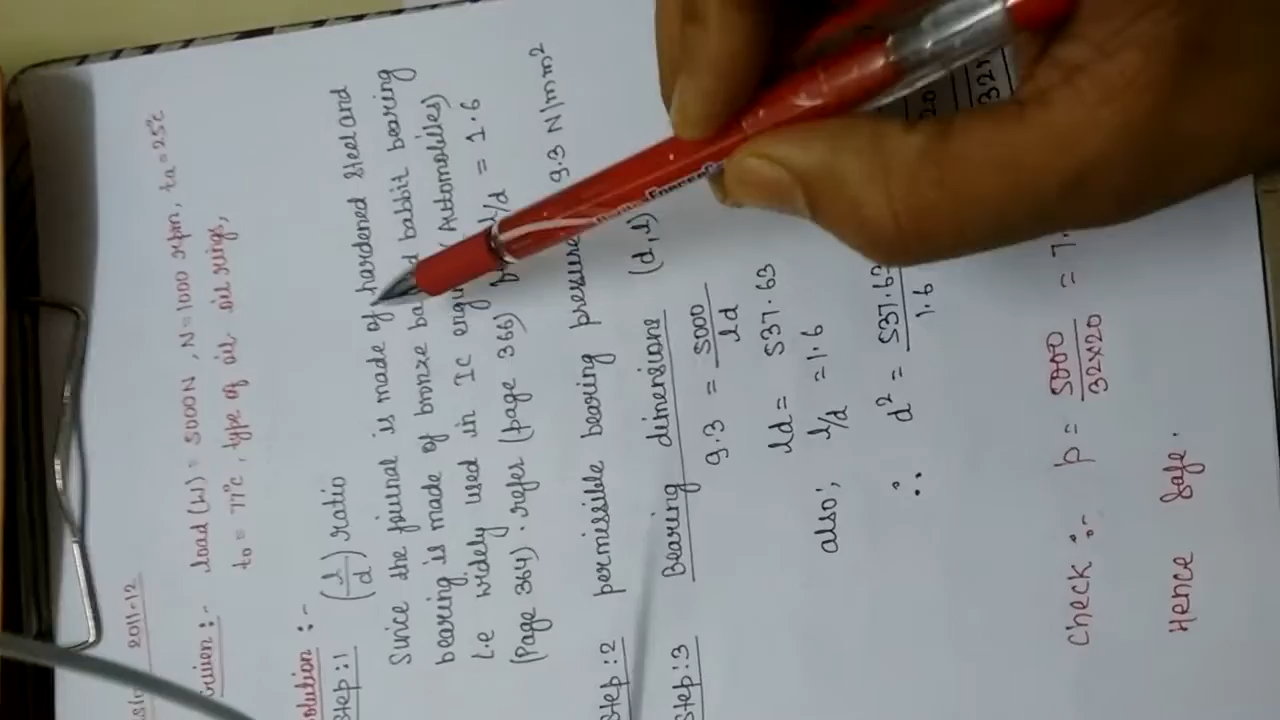 2011-12
Given :- load (W) = 5000N, N = 1000 rpm, ta = 25°C
to = 77°C, type of oil oil rings,
Solution :-
Step:1 (l/d) ratio
Since the journal is made of hardened Steel and
bearing is made of bronze babbit bearing
i.e widely used in IC (Automobiles)
(Page 364). refer (page 366) l/d = 1.6
Step:2 permissible bearing pressure 9.3 N/mm²
Step:3 Bearing dimensions (d, l)
9.3 = 5000/ld
ld = 537.63
also; l/d = 1.6
∴ d² = 537.63/1.6
20
32
Check :- p = 5000/32x20 = 7.
Hence Safe.